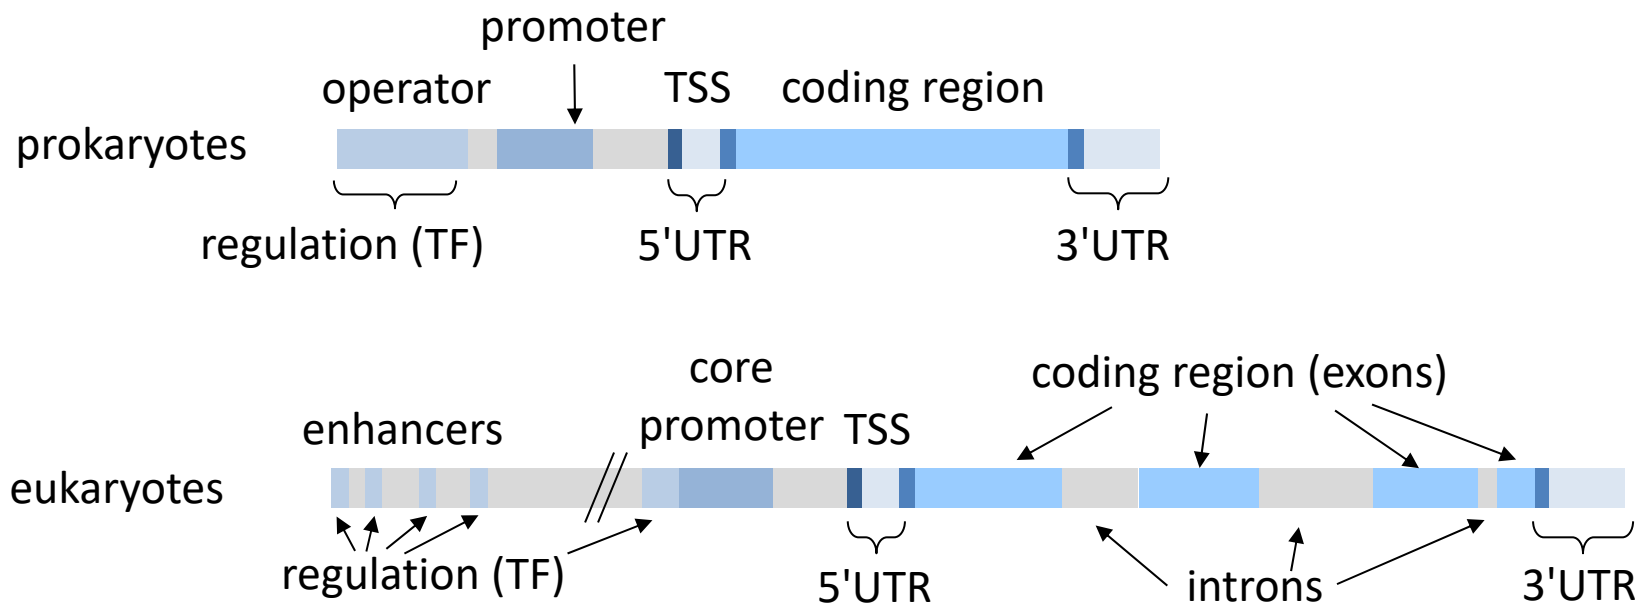 promoter
operator
TSS
coding region
prokaryotes
regulation (TF)
5'UTR
3'UTR
core
promoter
coding region (exons)
enhancers
TSS
eukaryotes
regulation (TF)
5'UTR
introns
3'UTR